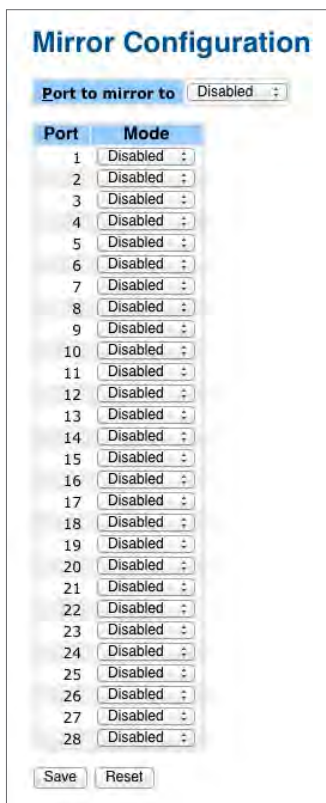 Mirror Configuration
Port to mirror to Disabled
Port Mode
1 Disabled
2 Disabled
3 Disabled
4 Disabled
5 Disabled
6 Disabled
7 Disabled
8 Disabled
9 Disabled
10 Disabled
11 Disabled
12 Disabled
13 Disabled
14 Disabled
15 Disabled
16 Disabled
17 Disabled
18 Disabled
19 Disabled
20 Disabled
21 Disabled
22 Disabled
23 Disabled
24 Disabled
25 Disabled
26 Disabled
27 Disabled
28 Disabled
Save Reset